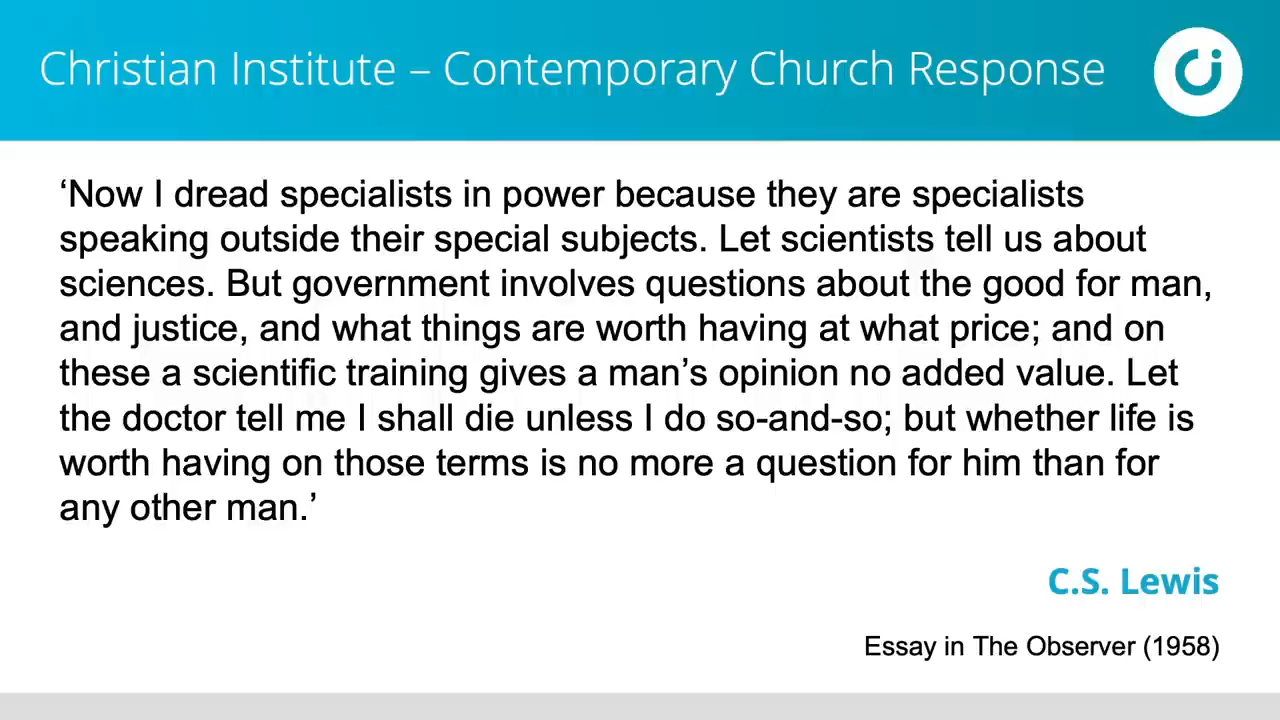 Christian Institute – Contemporary Church Response
‘Now I dread specialists in power because they are specialists
speaking outside their special subjects. Let scientists tell us about
sciences. But government involves questions about the good for man,
and justice, and what things are worth having at what price; and on
these a scientific training gives a man’s opinion no added value. Let
the doctor tell me I shall die unless I do so-and-so; but whether life is
worth having on those terms is no more a question for him than for
any other man.’
C.S. Lewis
Essay in The Observer (1958)